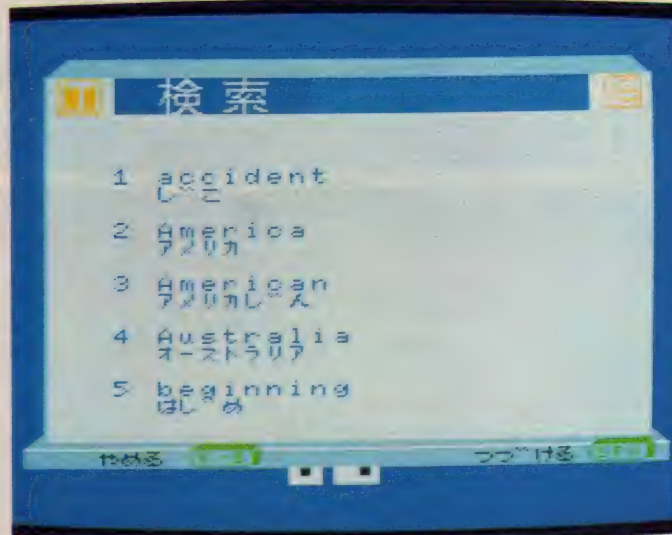 検索
1 accident
じこ
2 America
アメリカ
3 American
アメリカじん
4 Australia
オーストラリア
5 beginning
はじめ
やめる
つづける